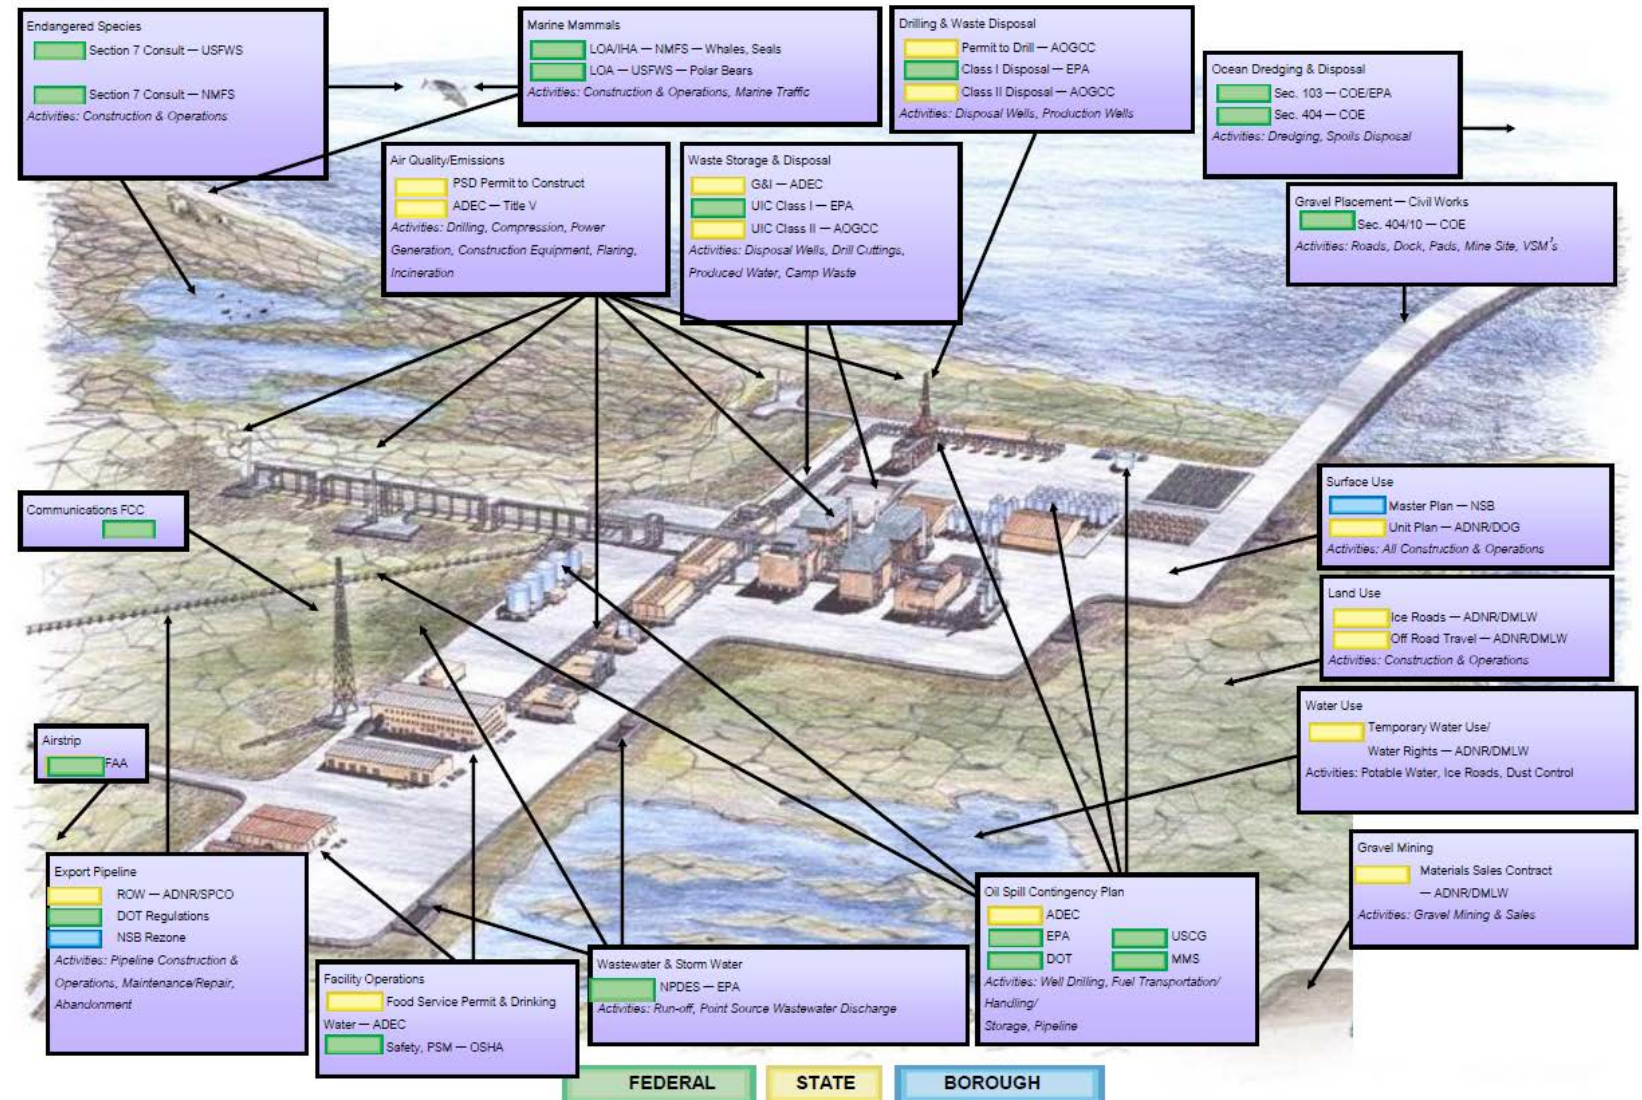 Endangered Species
Section 7 Consult — USFWS
Section 7 Consult — NMFS
Activities: Construction & Operations
Marine Mammals
LOA/IHA — NMFS — Whales, Seals
LOA — USFWS — Polar Bears
Activities: Construction & Operations, Marine Traffic
Drilling & Waste Disposal
Permit to Drill — AOGCC
Class I Disposal — EPA
Class II Disposal — AOGCC
Activities: Disposal Wells, Production Wells
Ocean Dredging & Disposal
Sec. 103 — COE/EPA
Sec. 404 — COE
Activities: Dredging, Spoils Disposal
Air Quality/Emissions
PSD Permit to Construct
ADEC — Title V
Activities: Drilling, Compression, Power
Generation, Construction Equipment, Flaring,
Incineration
Waste Storage & Disposal
G&I — ADEC
UIC Class I — EPA
UIC Class II — AOGCC
Activities: Disposal Wells, Drill Cuttings,
Produced Water, Camp Waste
Gravel Placement — Civil Works
Sec. 404/10 — COE
Activities: Roads, Dock, Pads, Mine Site, VSM's
Communications FCC
Surface Use
Master Plan — NSB
Unit Plan — ADNR/DOG
Activities: All Construction & Operations
Land Use
Ice Roads — ADNR/DMLW
Off Road Travel — ADNR/DMLW
Activities: Construction & Operations
Water Use
Temporary Water Use/
Water Rights — ADNR/DMLW
Activities: Potable Water, Ice Roads, Dust Control
Airstrip
FAA
Gravel Mining
Materials Sales Contract
— ADNR/DMLW
Activities: Gravel Mining & Sales
Export Pipeline
ROW — ADNR/SPCO
DOT Regulations
NSB Rezone
Activities: Pipeline Construction &
Operations, Maintenance/Repair,
Abandonment
Facility Operations
Food Service Permit & Drinking
Water — ADEC
Safety, PSM — OSHA
Wastewater & Storm Water
NPDES — EPA
Activities: Run-off, Point Source Wastewater Discharge
Oil Spill Contingency Plan
ADEC
EPA USCG
DOT MMS
Activities: Well Drilling, Fuel Transportation/
Handling/
Storage, Pipeline
FEDERAL STATE BOROUGH